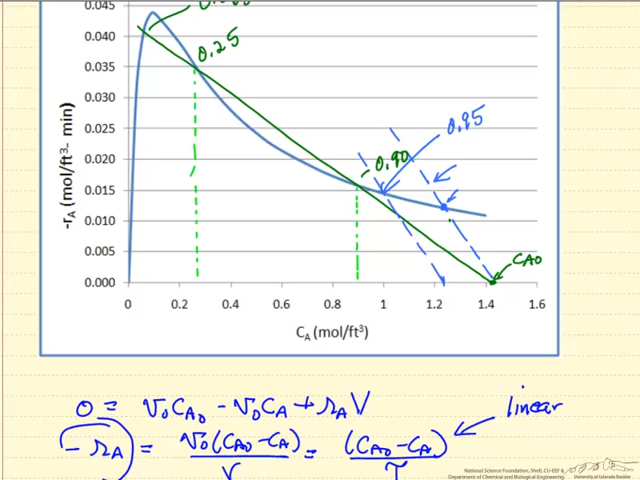 0.045
0.040
0.035
0.030
0.025
0.020
0.015
0.010
0.005
0.000
-rA (mol/ft³- min)
0.25
0.95
0.90
CA0
0 0.2 0.4 0.6 0.8 1 1.2 1.4 1.6
CA (mol/ft³)
0 = v0CA0 - v0CA + rAV
linear
- rA = v0(CA0 - CA) = (CA0 - CA)
V τ
National Science Foundation, Shell, CU-EEF &
Department of Chemical and Biological Engineering
University of Colorado Boulder